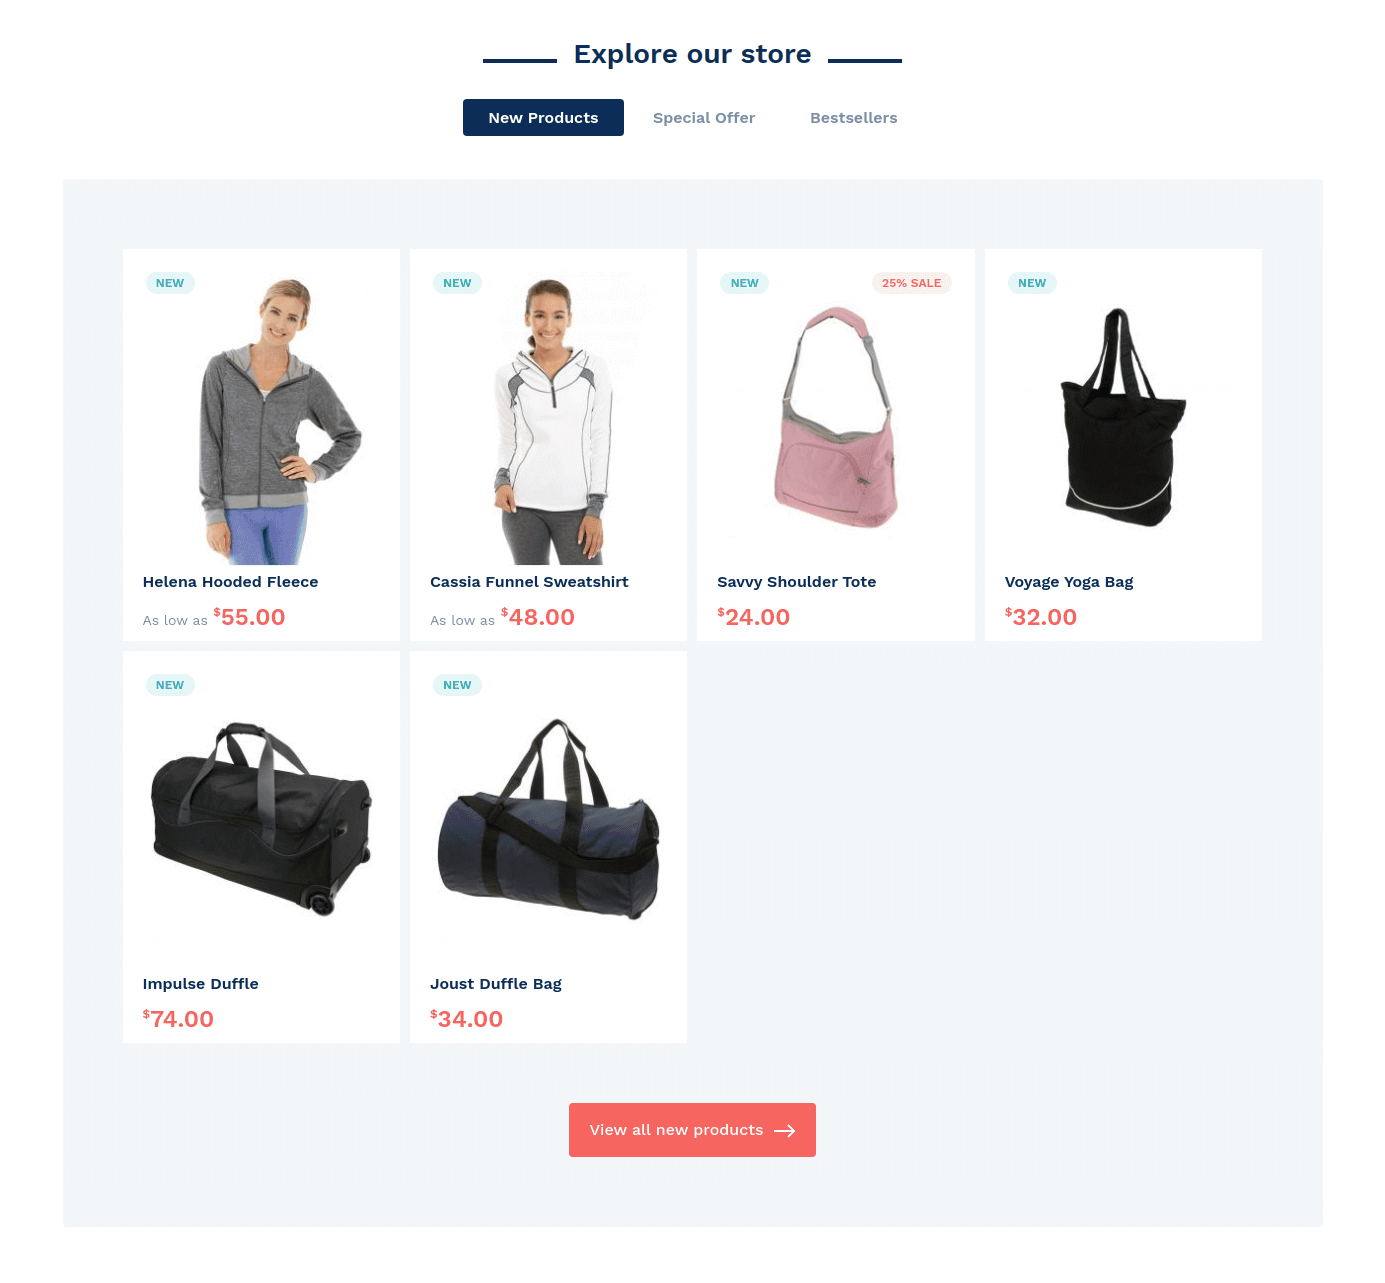 Explore our store
New Products
Special Offer
Bestsellers
NEW
NEW
NEW
25% SALE
NEW
Helena Hooded Fleece
As low as $55.00
Cassia Funnel Sweatshirt
As low as $48.00
Savvy Shoulder Tote
$24.00
Voyage Yoga Bag
$32.00
NEW
NEW
Impulse Duffle
$74.00
Joust Duffle Bag
$34.00
View all new products